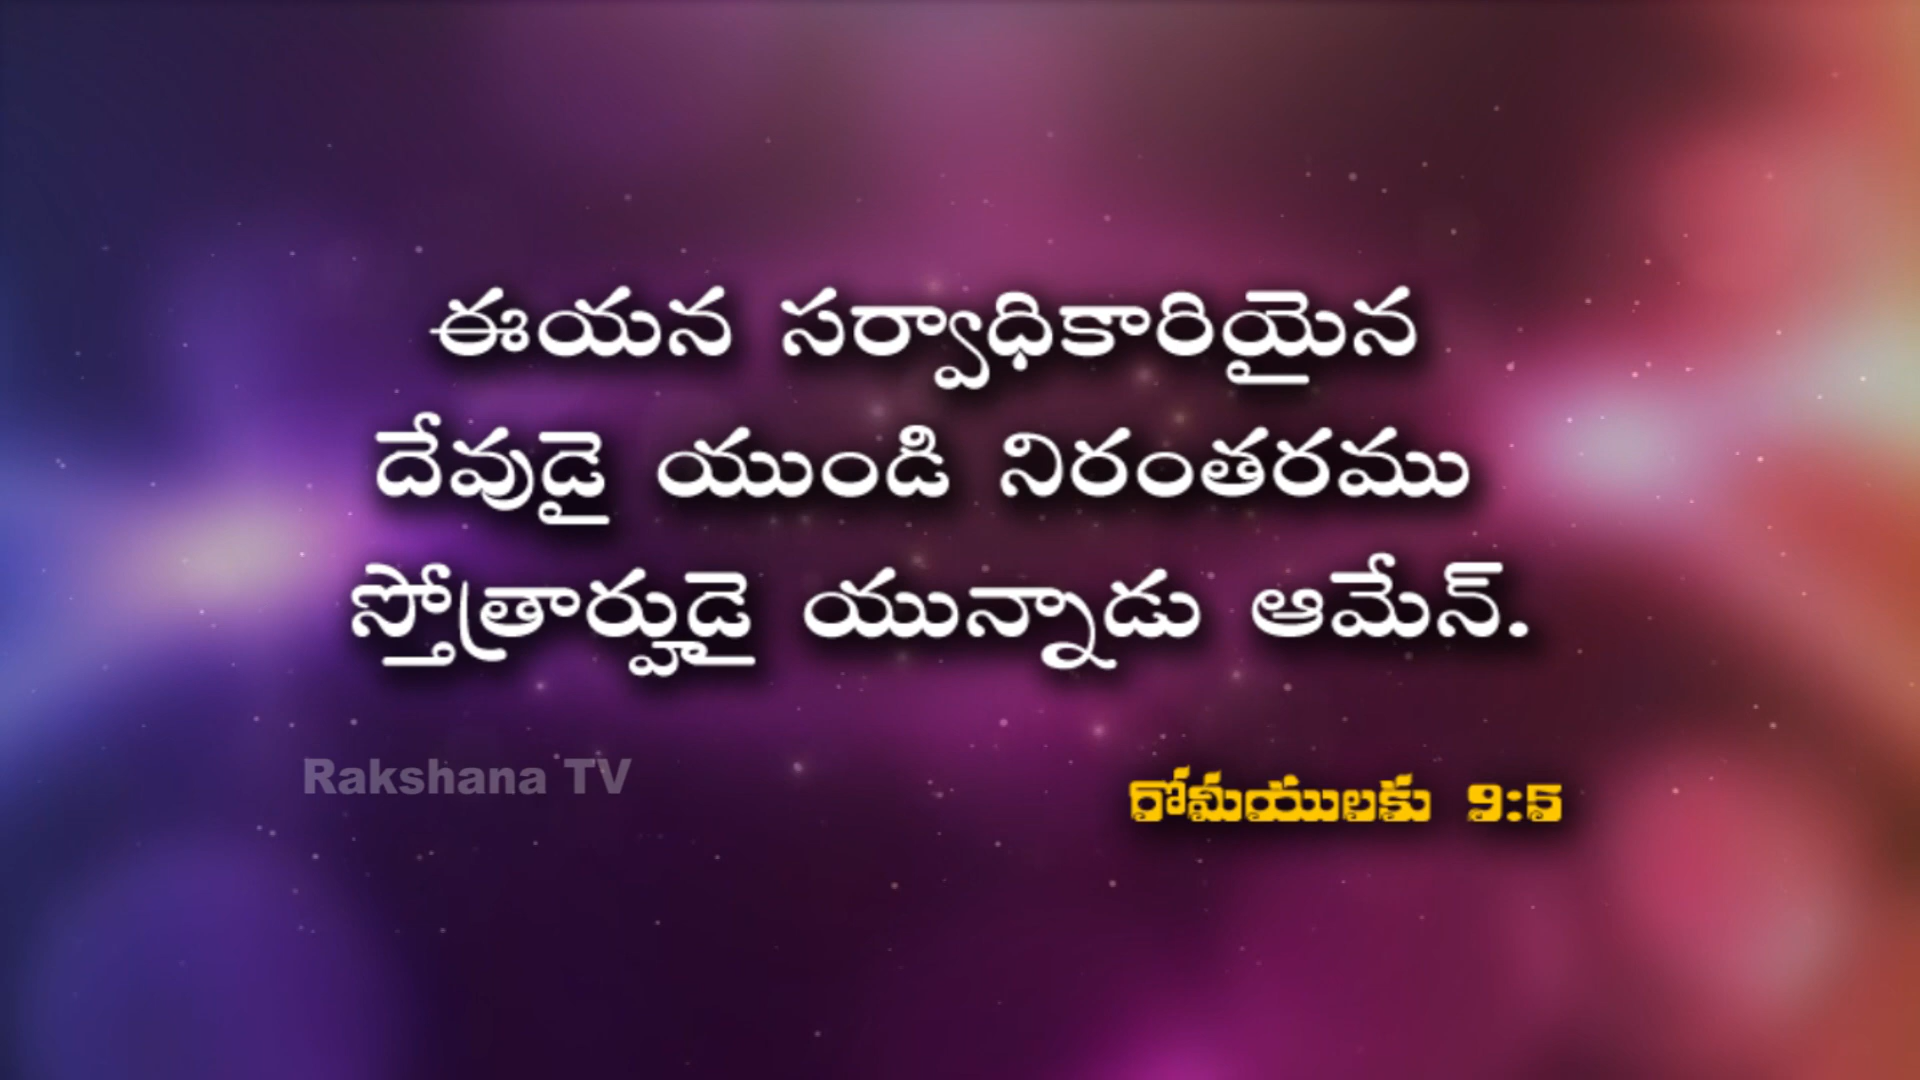 ఈయన సర్వాధికారియైన
దేవుడై యుండి నిరంతరము
స్తోత్రార్హుడై యున్నాడు ఆమేన్.
Rakshana TV
రోమీయులకు 9:5